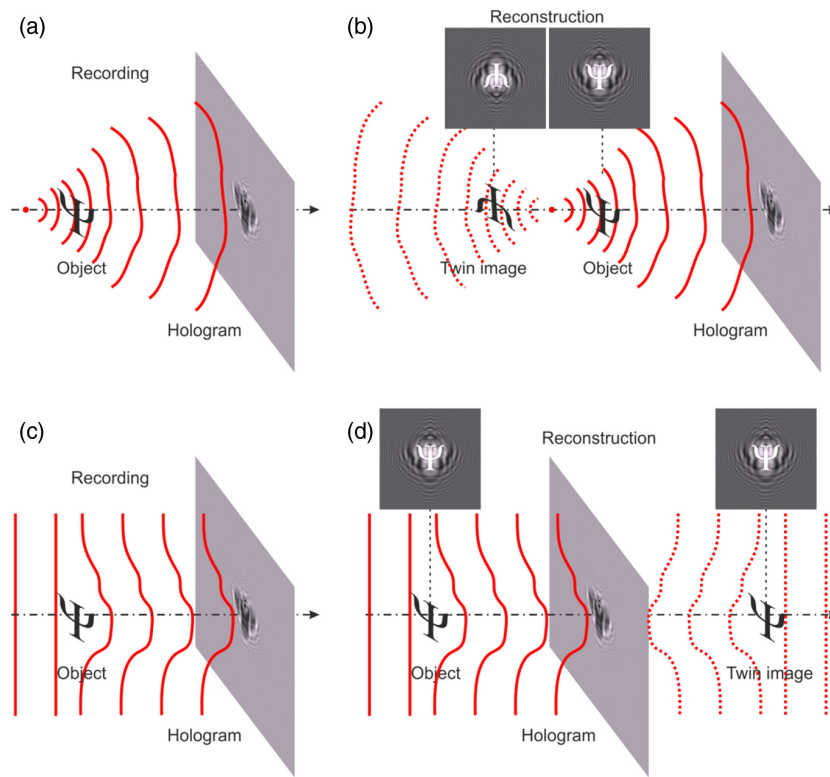 (a)
Recording
Object
Hologram
(b)
Reconstruction
Ψ
Ψ
Twin image
Object
Hologram
(c)
Recording
Ψ
Object
Hologram
(d)
Reconstruction
Ψ
Ψ
Object
Hologram
Twin image